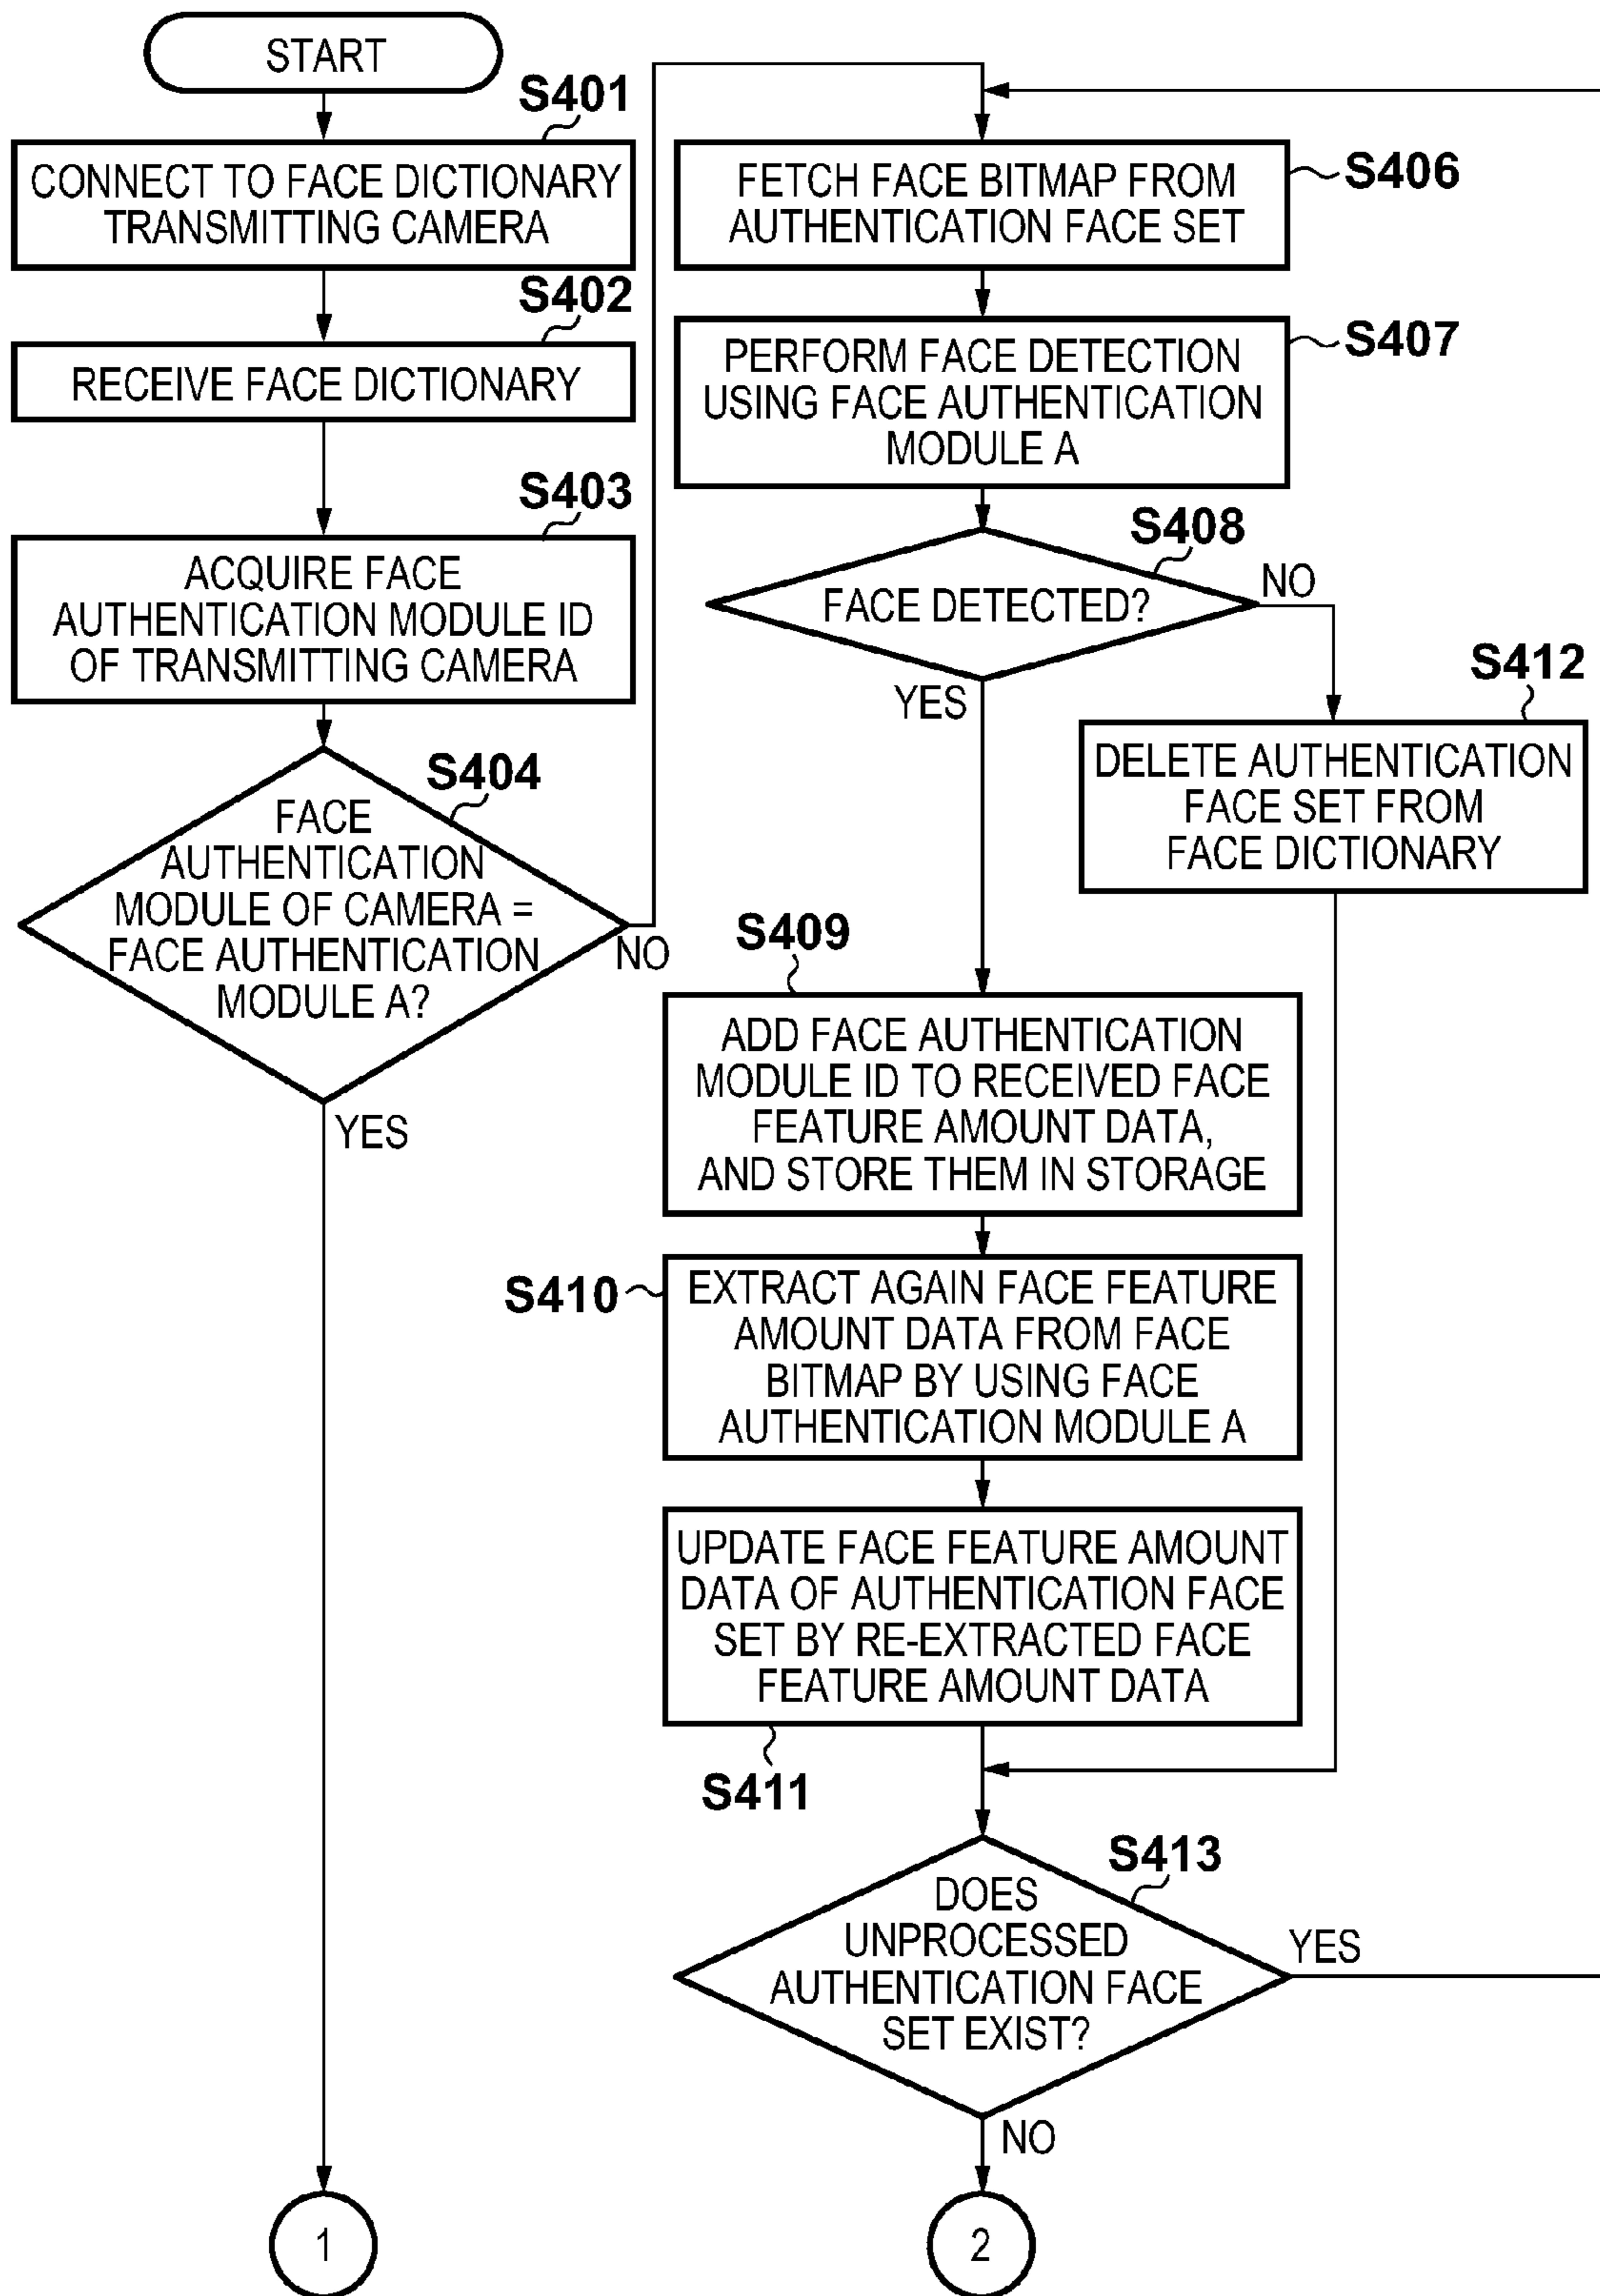 START
S401
CONNECT TO FACE DICTIONARY
TRANSMITTING CAMERA
S402
RECEIVE FACE DICTIONARY
S403
ACQUIRE FACE
AUTHENTICATION MODULE ID
OF TRANSMITTING CAMERA
S404
FACE
AUTHENTICATION
MODULE OF CAMERA =
FACE AUTHENTICATION
MODULE A?
NO
YES
1
S406
FETCH FACE BITMAP FROM
AUTHENTICATION FACE SET
S407
PERFORM FACE DETECTION
USING FACE AUTHENTICATION
MODULE A
S408
FACE DETECTED?
NO
YES
S412
DELETE AUTHENTICATION
FACE SET FROM
FACE DICTIONARY
S409
ADD FACE AUTHENTICATION
MODULE ID TO RECEIVED FACE
FEATURE AMOUNT DATA,
AND STORE THEM IN STORAGE
S410
EXTRACT AGAIN FACE FEATURE
AMOUNT DATA FROM FACE
BITMAP BY USING FACE
AUTHENTICATION MODULE A
UPDATE FACE FEATURE AMOUNT
DATA OF AUTHENTICATION FACE
SET BY RE-EXTRACTED FACE
FEATURE AMOUNT DATA
S411
S413
DOES
UNPROCESSED
AUTHENTICATION FACE
SET EXIST?
YES
NO
2